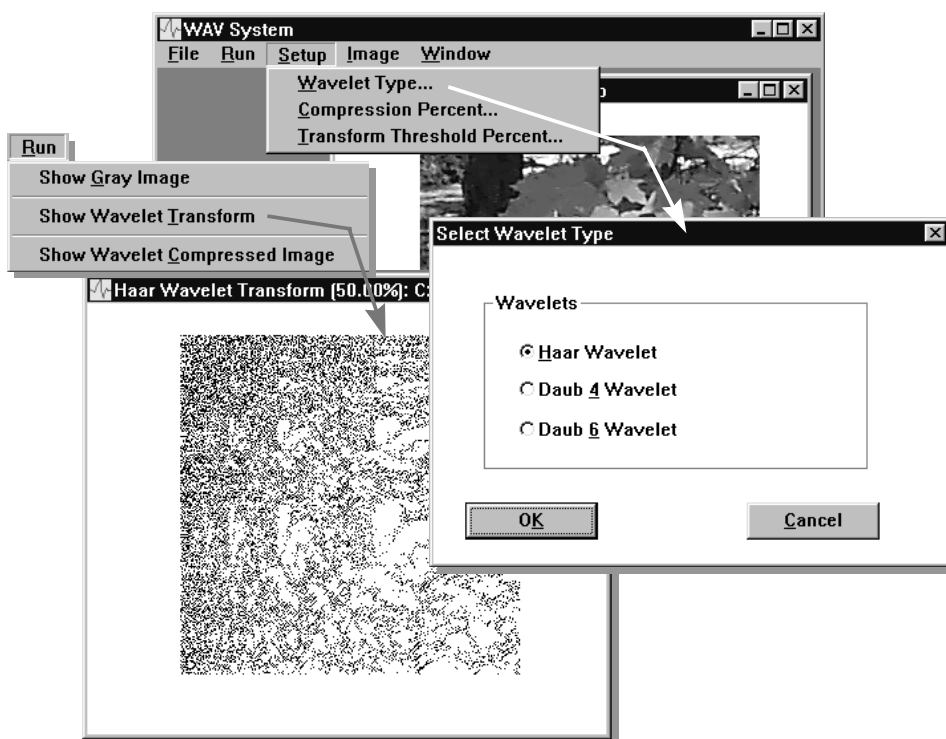 WAV System
File Run Setup Image Window
Wavelet Type...
Compression Percent...
Transform Threshold Percent...
Run
Show Gray Image
Show Wavelet Transform
Show Wavelet Compressed Image
Haar Wavelet Transform (50.00%): C:
Select Wavelet Type
Wavelets
Haar Wavelet
Daub 4 Wavelet
Daub 6 Wavelet
OK
Cancel